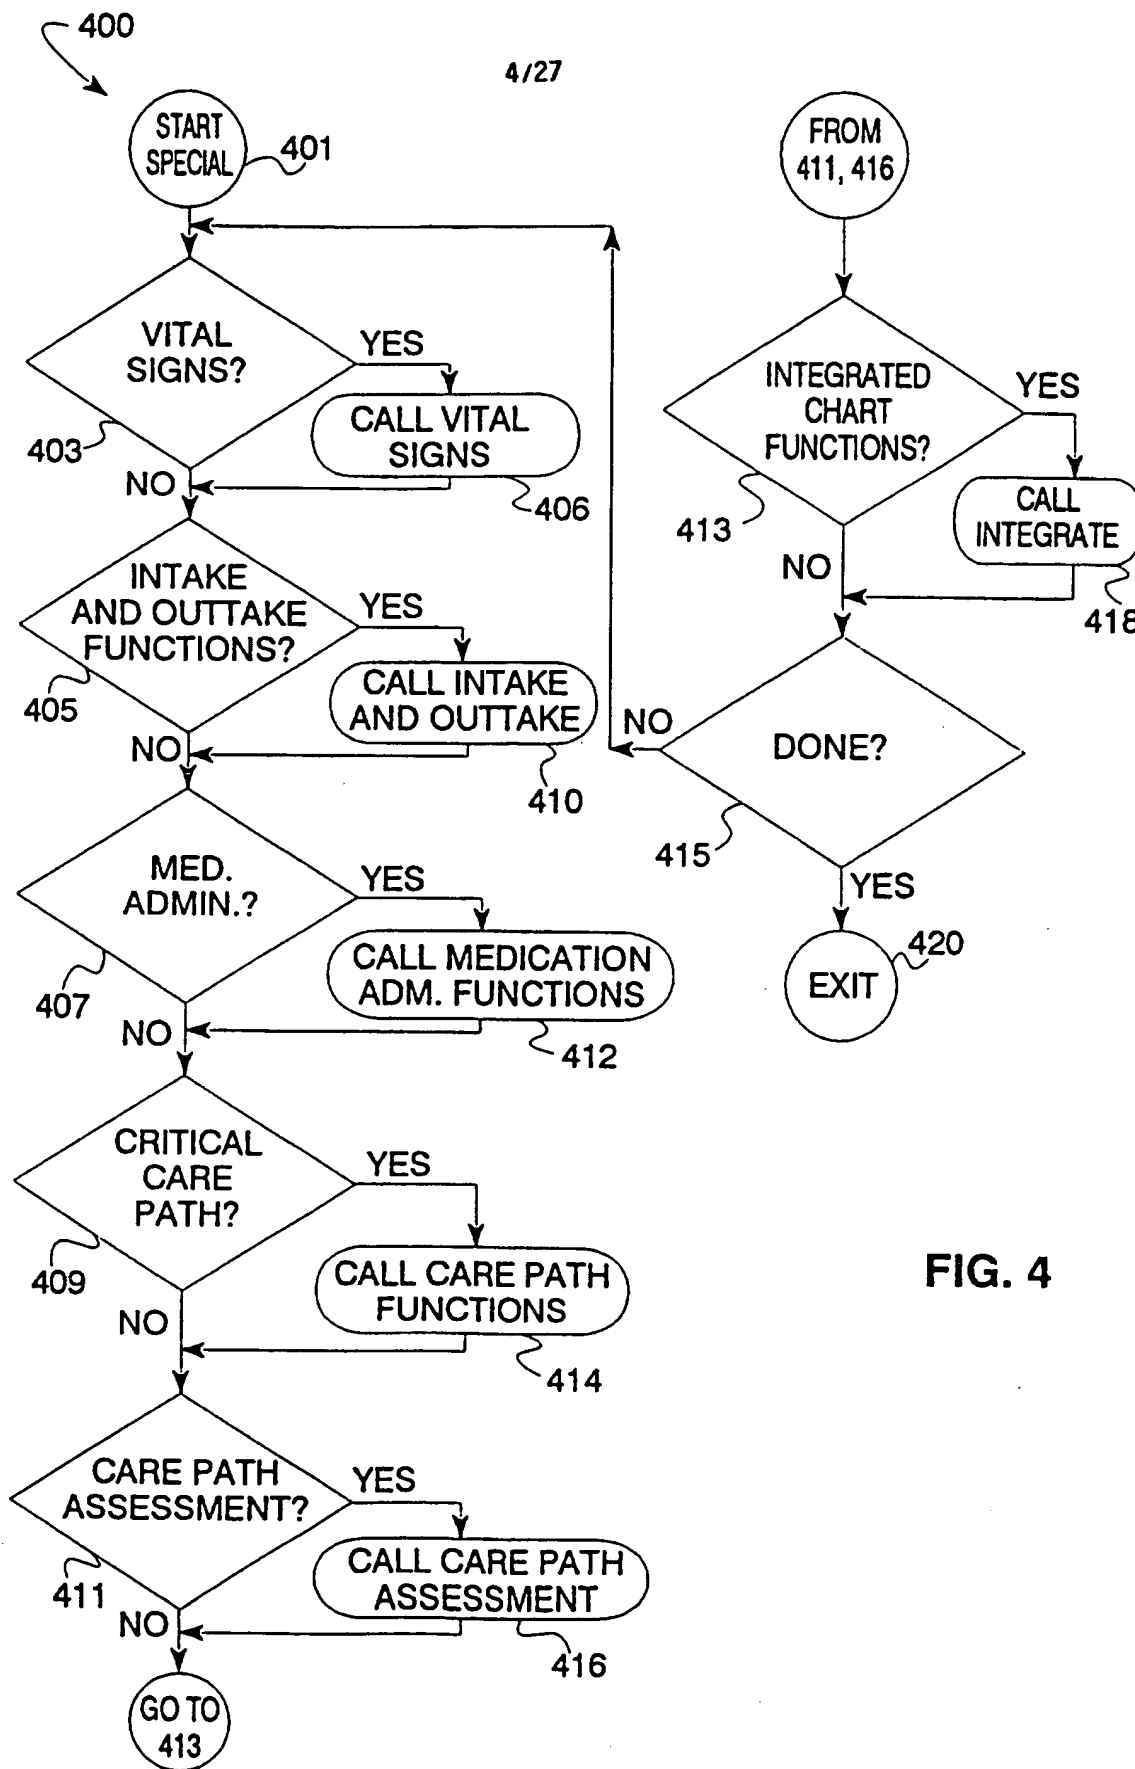 400
4/27
START
SPECIAL
401
VITAL
SIGNS?
YES
403
CALL VITAL
SIGNS
NO
406
INTAKE
AND OUTTAKE
FUNCTIONS?
YES
405
CALL INTAKE
AND OUTTAKE
NO
410
MED.
ADMIN.?
YES
407
CALL MEDICATION
ADM. FUNCTIONS
NO
412
CRITICAL
CARE
PATH?
YES
409
CALL CARE PATH
FUNCTIONS
NO
414
CARE PATH
ASSESSMENT?
YES
411
CALL CARE PATH
ASSESSMENT
NO
416
GO TO
413
FROM
411, 416
INTEGRATED
CHART
FUNCTIONS?
YES
413
CALL
INTEGRATE
NO
418
DONE?
NO
415
YES
420
EXIT
FIG. 4